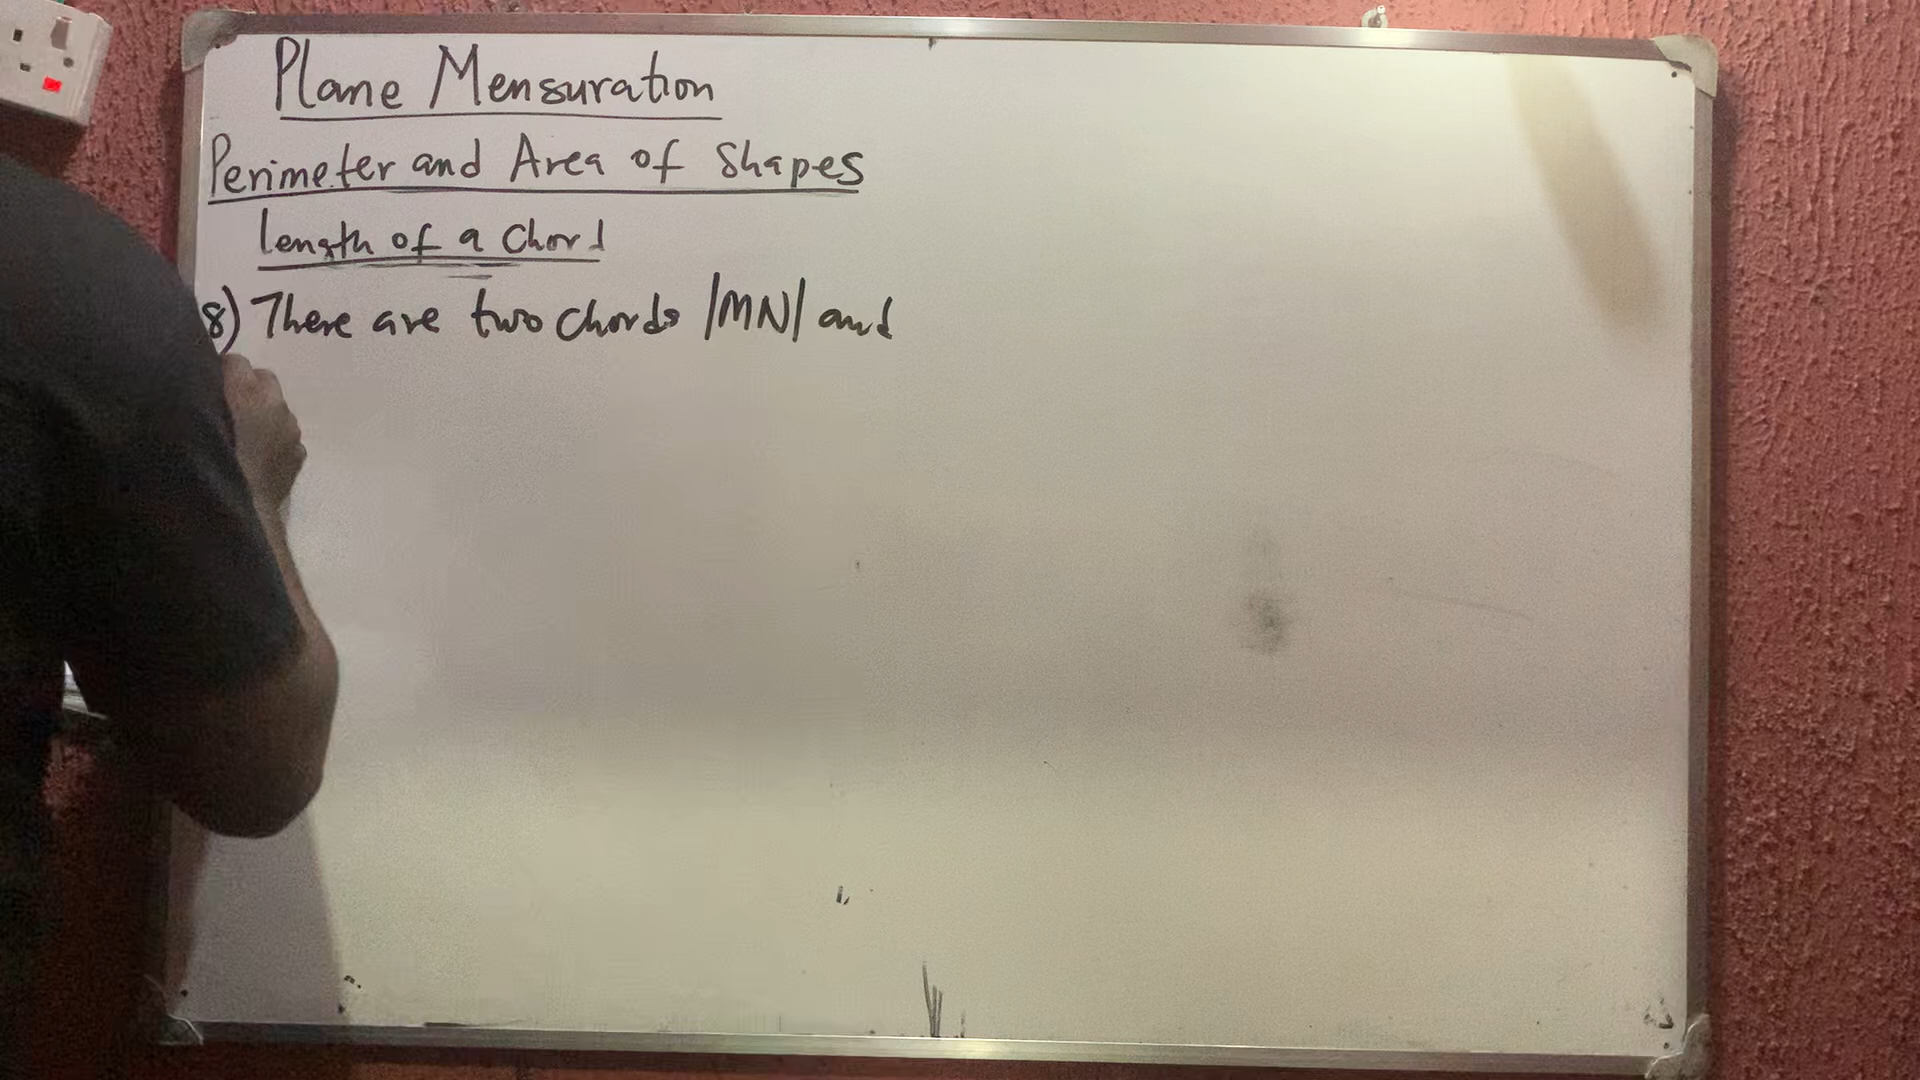 Plane Mensuration
Perimeter and Area of Shapes
Length of a Chord
8) There are two chords |MN| and